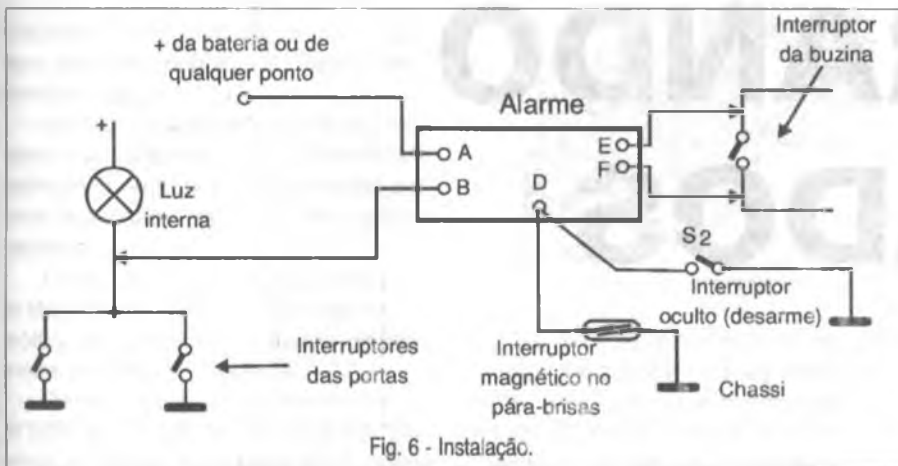 + da bateria ou de
qualquer ponto
Interruptor
da buzina
Alarme
A
B
D
E
F
+
Luz
interna
S2
Interruptor
oculto (desarme)
Interruptores
das portas
Interruptor
magnético no
pára-brisas
Chassi
Fig. 6 - Instalação.